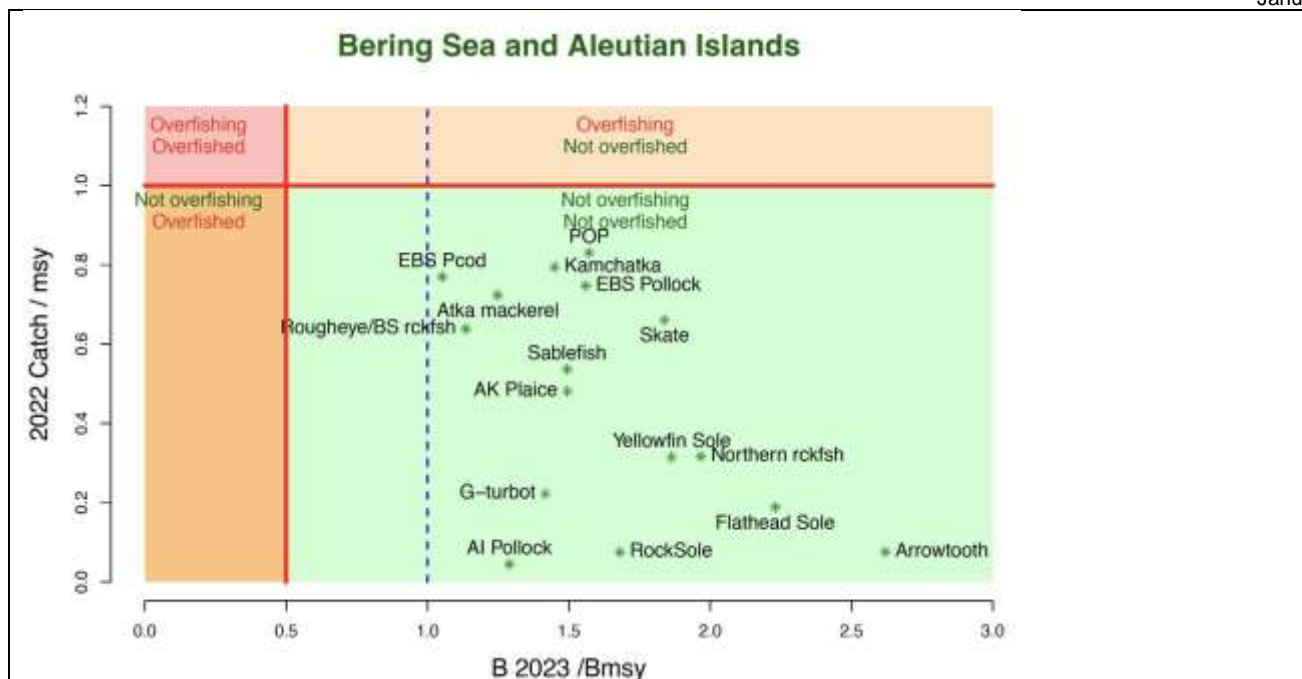 Bering Sea and Aleutian Islands
1.2
Overfishing
Overfished
Overfishing
Not overfished
1.0
Not overfishing
Overfished
Not overfishing
Not overfished
POP
0.8
EBS Pcod
Kamchatka
EBS Pollock
Atka mackerel
Rougheye/BS rckfsh
Skate
0.6
Sablefish
AK Plaice
0.4
Yellowfin Sole
Northern rckfsh
0.2
G-turbot
Flathead Sole
AI Pollock
RockSole
Arrowtooth
0.0
2022 Catch / msy
0.0 0.5 1.0 1.5 2.0 2.5 3.0
B 2023 /Bmsy